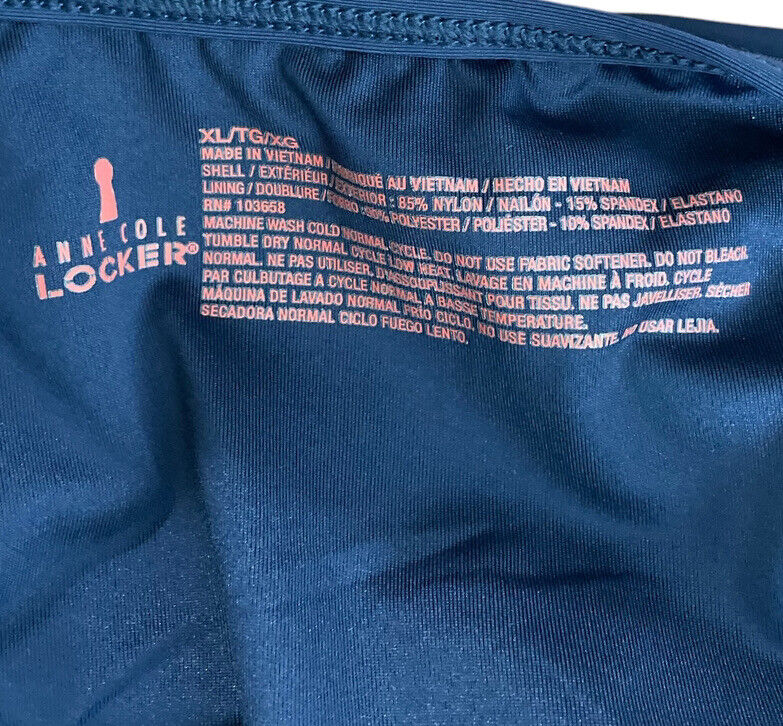 ANNE COLE
LOCKER®
XL/TG/XG
MADE IN VIETNAM / AU VIETNAM / HECHO EN VIETNAM
SHELL / EXTÉRIEUR / EXTERIOR : 85% NYLON / NAILÓN - 15% SPANDEX / ELASTANO
LINING / DOUBLURE / FORRO : 90% POLYESTER / POLIÉSTER - 10% SPANDEX / ELASTANO
RN# 103658
MACHINE WASH COLD NORMAL CYCLE. DO NOT USE FABRIC SOFTENER. DO NOT BLEACH.
TUMBLE DRY NORMAL CYCLE LOW HEAT. LAVAGE EN MACHINE À FROID. CYCLE
NORMAL. NE PAS UTILISER D'ASSOUPLISSANT POUR TISSU. NE PAS JAVELLISER. SÉCHER
PAR CULBUTAGE A CYCLE NORMAL A BASSE TEMPERATURE.
MÁQUINA DE LAVADO NORMAL FRÍO CICLO. NO USE SUAVIZANTE. NO USAR LEJIA.
SECADORA NORMAL CICLO FUEGO LENTO.